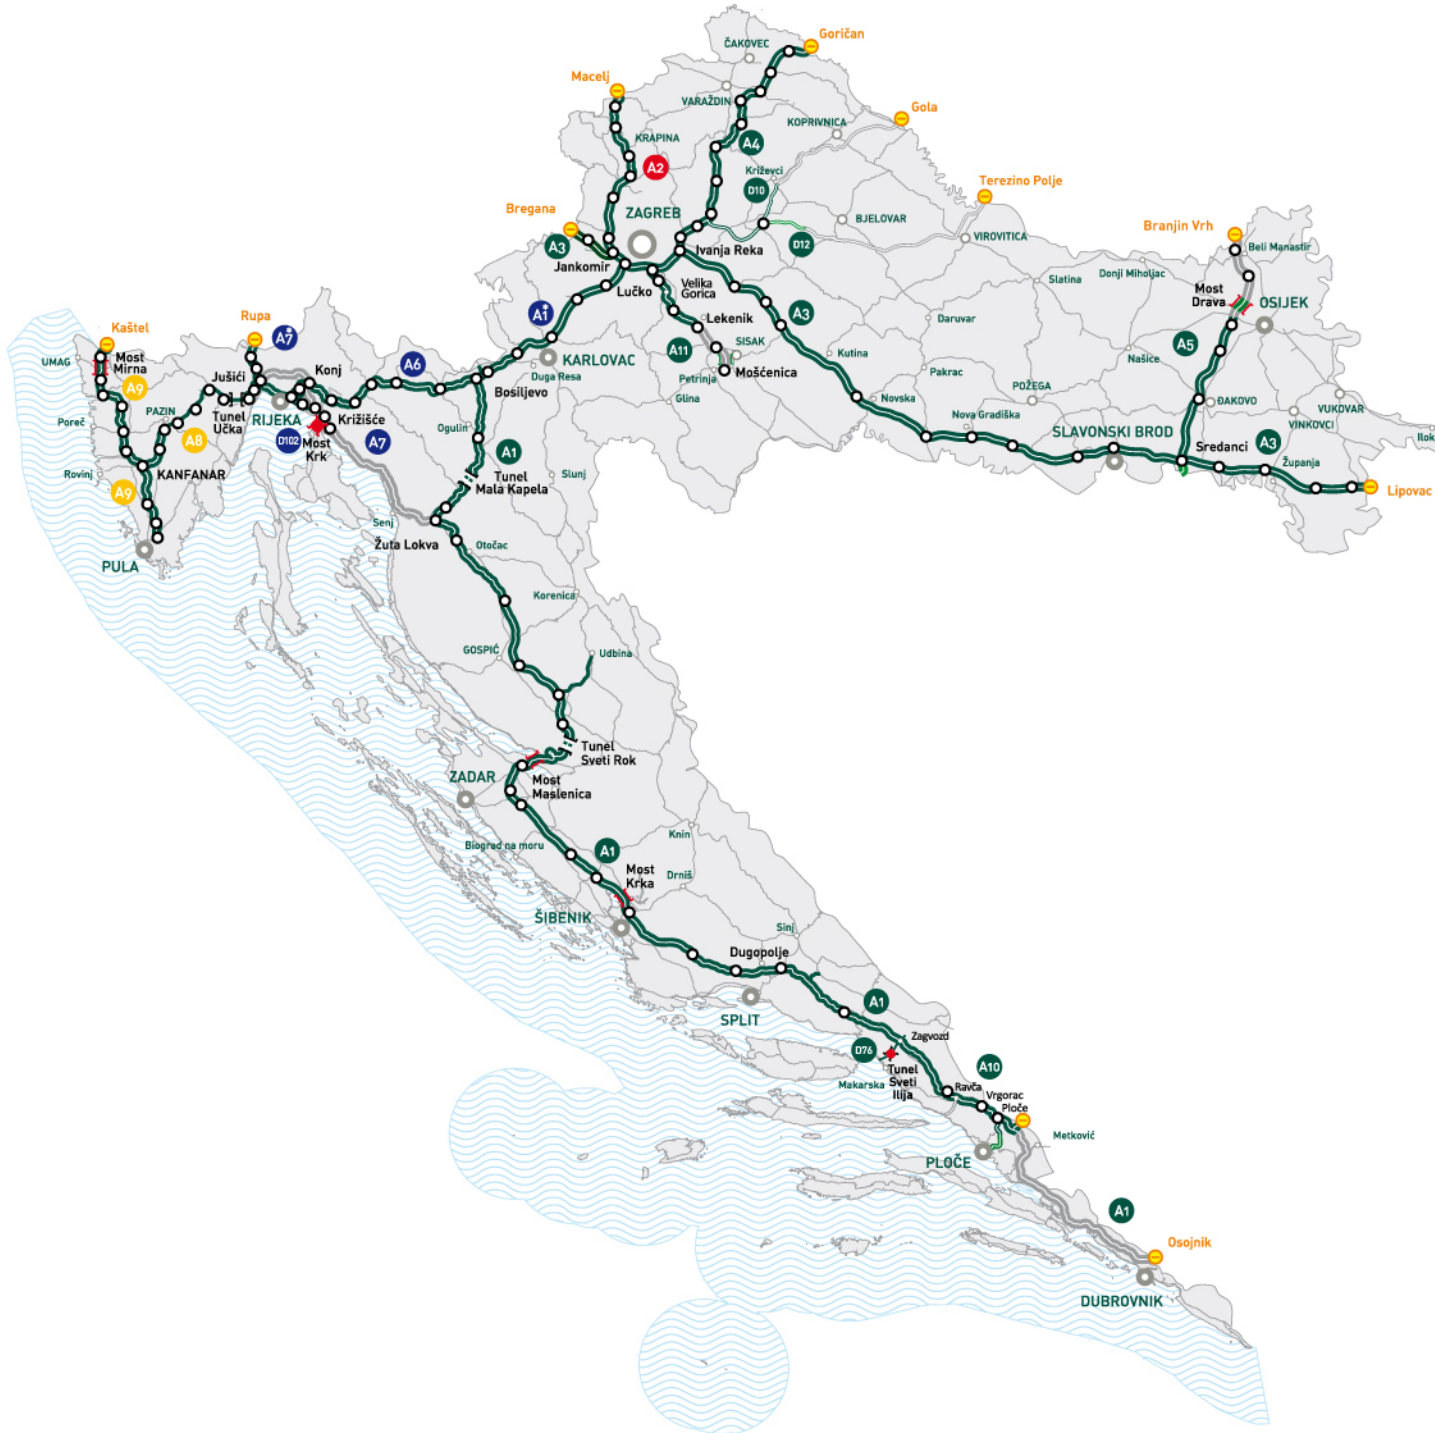 Goričan
ČAKOVEC
Macelj
VARAŽDIN
Gola
KOPRIVNICA
KRAPINA
A4
A2
Križevci
D10
Terezino Polje
Bregana
ZAGREB
BJELOVAR
Branjin Vrh
A3
D12
VIROVITICA
Beli Manastir
Ivanja Reka
Jankomir
Donji Miholjac
Slatina
Velika
Gorica
Lučko
Most
Drava
OSIJEK
A1*
Lekenik
A3
Daruvar
Kaštel
Rupa
A7*
SISAK
A11
A5
UMAG
Most
Mirna
Konj
A6
KARLOVAC
Kutina
Našice
Jušići
Duga Resa
Petrinja
Mošćenica
Pakrac
A9
Bosiljevo
Glina
POŽEGA
Novska
ĐAKOVO
VUKOVAR
PAZIN
Tunel
Učka
RIJEKA
Križišće
Nova Gradiška
VINKOVCI
Poreč
Ogulin
SLAVONSKI BROD
A8
D102
Most
Krk
A7
Sredanci
A3
Ilok
A1
Županja
Rovinj
KANFANAR
Tunel
Mala Kapela
Slunj
Lipovac
A9
Senj
Žuta Lokva
Otočac
PULA
Korenica
GOSPIĆ
Udbina
Tunel
Sveti Rok
ZADAR
Most
Maslenica
Knin
Biograd na moru
A1
Most
Krka
Drniš
ŠIBENIK
Sinj
Dugopolje
A1
SPLIT
Zagvozd
D76
Tunel
Sveti
Ilija
A10
Makarska
Ravča
Vrgorac
Ploče
Metković
PLOČE
A1
Osojnik
DUBROVNIK